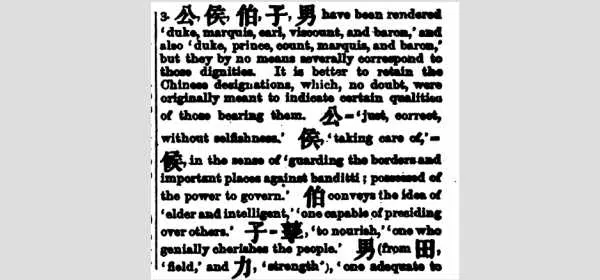 3. 公, 侯, 伯, 子, 男 have been rendered
'duke, marquis, earl, viscount, and baron,' and
also 'duke, prince, count, marquis, and baron,'
but they by no means severally correspond to
those dignities. It is better to retain the
Chinese designations, which, no doubt, were
originally meant to indicate certain qualities
of those bearing them. 公 = 'just, correct,
without selfishness.' 侯, 'taking care of,' =
候, in the sense of 'guarding the borders and
important places against banditti; possessed of
the power to govern.' 伯 conveys the idea of
'elder and intelligent,' 'one capable of presiding
over others.' 子 = 孳, 'to nourish,' 'one who
genially cherishes the people.' 男 (from 田,
'field,' and 力, 'strength'), 'one adequate to